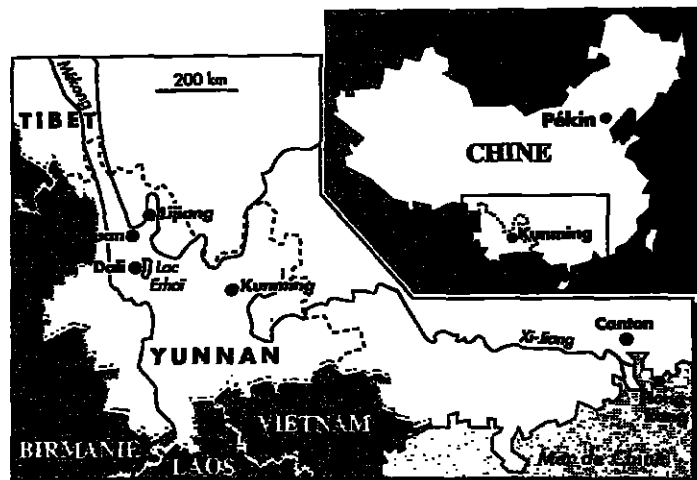 200 km
Mékong
TIBET
Pékin
CHINE
Lijiang
Kunming
Dali
Lac
Erhaï
Kunming
Canton
Xi-Jiang
YUNNAN
VIETNAM
BIRMANIE
LAOS
Mer de Chine